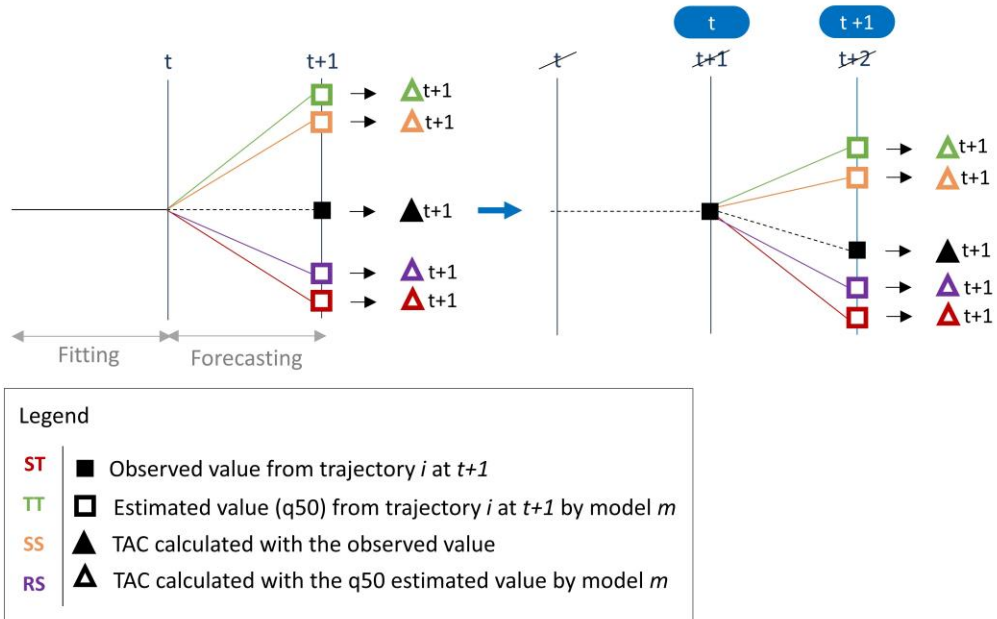 t
t+1
t
t+1
t+1
t+1
t+1
t+1
Fitting
Forecasting
t
t +1
t+1
t+2
t+1
t+1
t+1
t+1
t+1
Legend
ST
Observed value from trajectory i at t+1
TT
Estimated value (q50) from trajectory i at t+1 by model m
SS
TAC calculated with the observed value
RS
TAC calculated with the q50 estimated value by model m